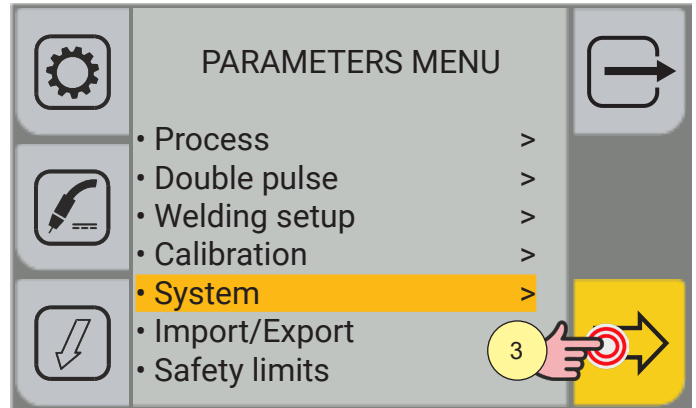 PARAMETERS MENU
• Process >
• Double pulse >
• Welding setup >
• Calibration >
• System >
• Import/Export
• Safety limits
3